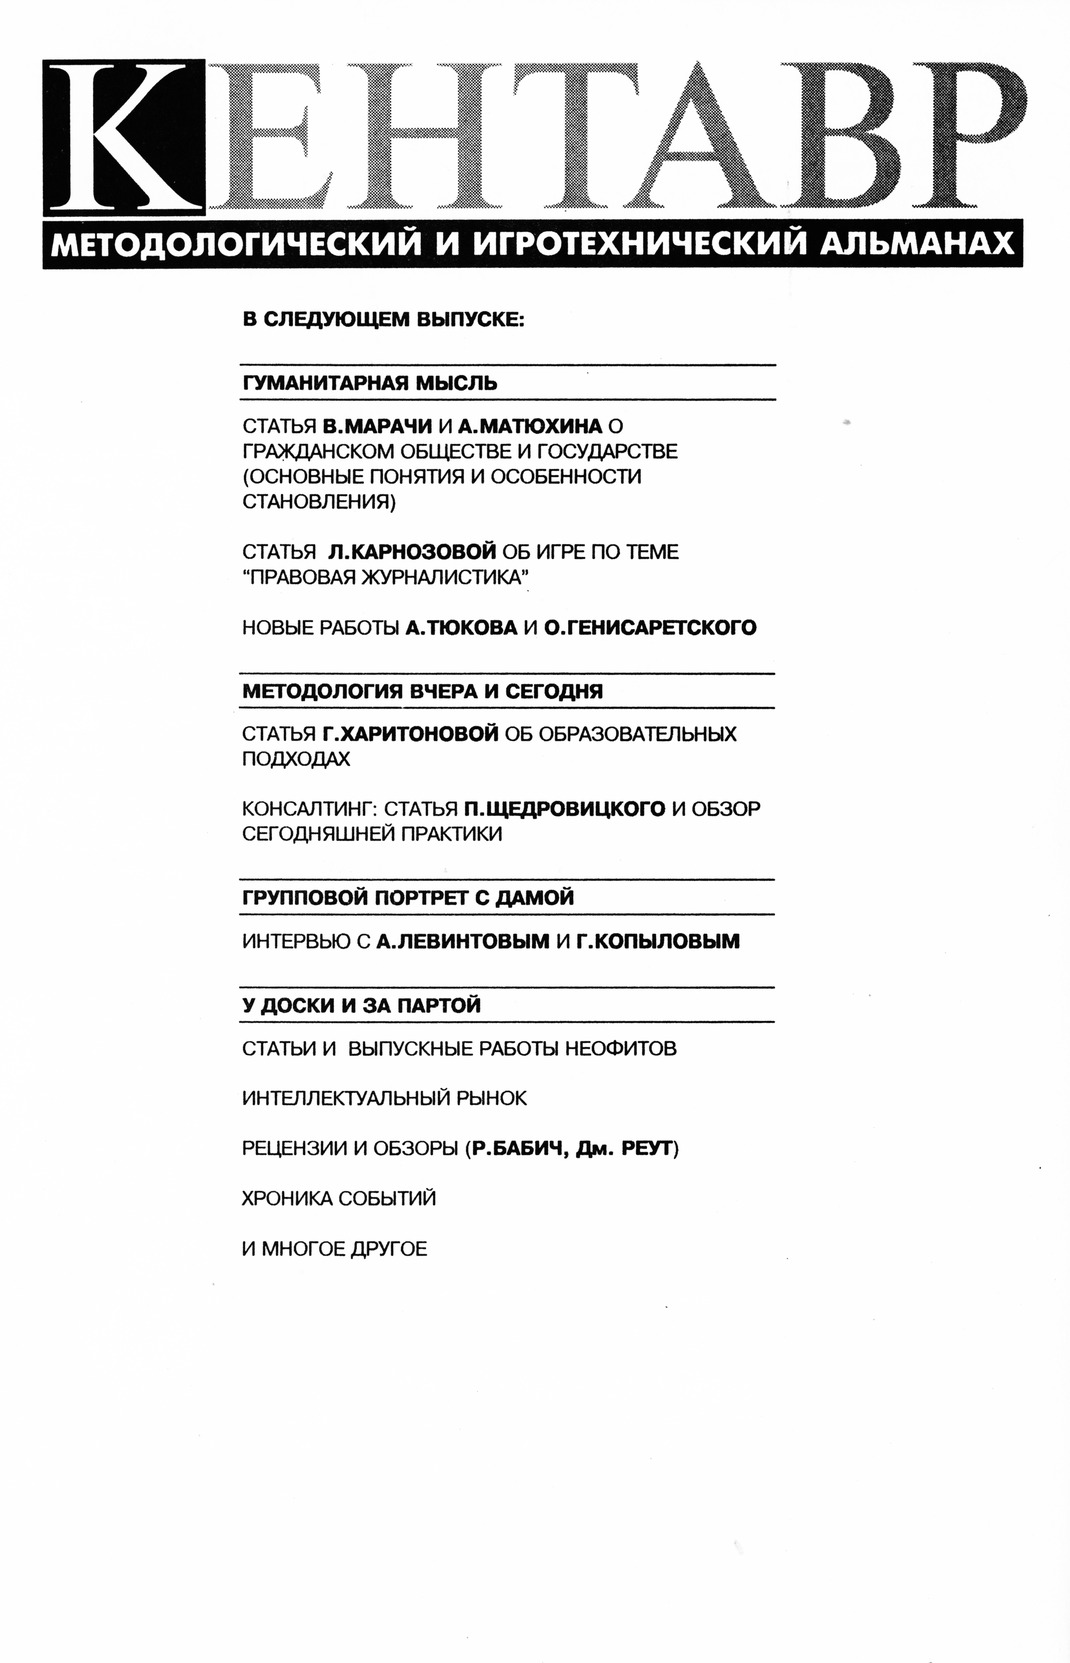 КЕНТАВР
МЕТОДОЛОГИЧЕСКИЙ И ИГРОТЕХНИЧЕСКИЙ АЛЬМАНАХ
В СЛЕДУЮЩЕМ ВЫПУСКЕ:
ГУМАНИТАРНАЯ МЫСЛЬ
СТАТЬЯ В.МАРАЧИ И А.МАТЮХИНА О
ГРАЖДАНСКОМ ОБЩЕСТВЕ И ГОСУДАРСТВЕ
(ОСНОВНЫЕ ПОНЯТИЯ И ОСОБЕННОСТИ
СТАНОВЛЕНИЯ)
СТАТЬЯ Л.КАРНОЗОВОЙ ОБ ИГРЕ ПО ТЕМЕ
“ПРАВОВАЯ ЖУРНАЛИСТИКА”
НОВЫЕ РАБОТЫ А.ТЮКОВА И О.ГЕНИСАРЕТСКОГО
МЕТОДОЛОГИЯ ВЧЕРА И СЕГОДНЯ
СТАТЬЯ Г.ХАРИТОНОВОЙ ОБ ОБРАЗОВАТЕЛЬНЫХ
ПОДХОДАХ
КОНСАЛТИНГ: СТАТЬЯ П.ЩЕДРОВИЦКОГО И ОБЗОР
СЕГОДНЯШНЕЙ ПРАКТИКИ
ГРУППОВОЙ ПОРТРЕТ С ДАМОЙ
ИНТЕРВЬЮ С А.ЛЕВИНТОВЫМ И Г.КОПЫЛОВЫМ
У ДОСКИ И ЗА ПАРТОЙ
СТАТЬИ И ВЫПУСКНЫЕ РАБОТЫ НЕОФИТОВ
ИНТЕЛЛЕКТУАЛЬНЫЙ РЫНОК
РЕЦЕНЗИИ И ОБЗОРЫ (Р.БАБИЧ, Дм. РЕУТ)
ХРОНИКА СОБЫТИЙ
И МНОГОЕ ДРУГОЕ